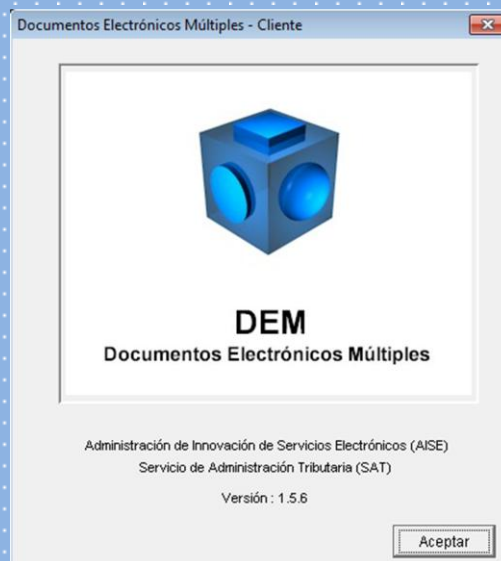 Documentos Electrónicos Múltiples - Cliente
DEM
Documentos Electrónicos Múltiples
Administración de Innovación de Servicios Electrónicos (AISE)
Servicio de Administración Tributaria (SAT)
Versión : 1.5.6
Aceptar